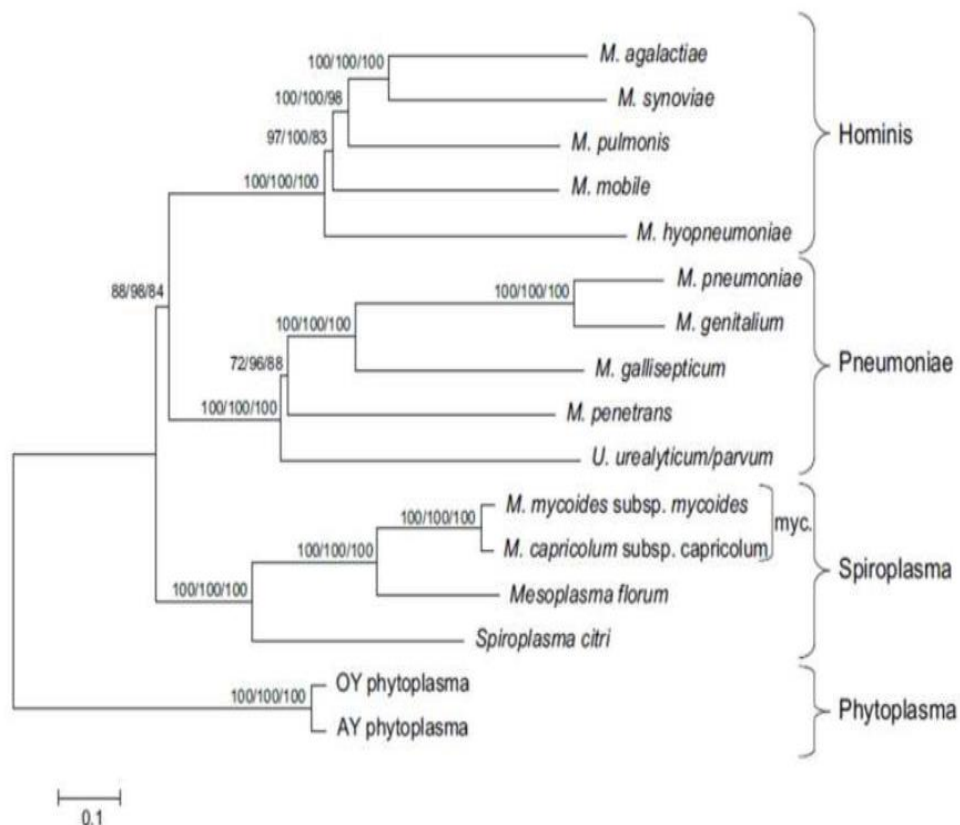 100/100/100 M. agalactiae
M. synoviae
100/100/98
M. pulmonis
97/100/83
M. mobile
100/100/100
M. hyopneumoniae
Hominis
88/98/84
M. pneumoniae
100/100/100
M. genitalium
100/100/100
M. gallisepticum
72/96/88
M. penetrans
100/100/100
U. urealyticum/parvum
Pneumoniae
M. mycoides subsp. mycoides
100/100/100
M. capricolum subsp. capricolum
myc.
100/100/100
Mesoplasma florum
100/100/100
Spiroplasma citri
Spiroplasma
OY phytoplasma
100/100/100
AY phytoplasma
Phytoplasma
0.1